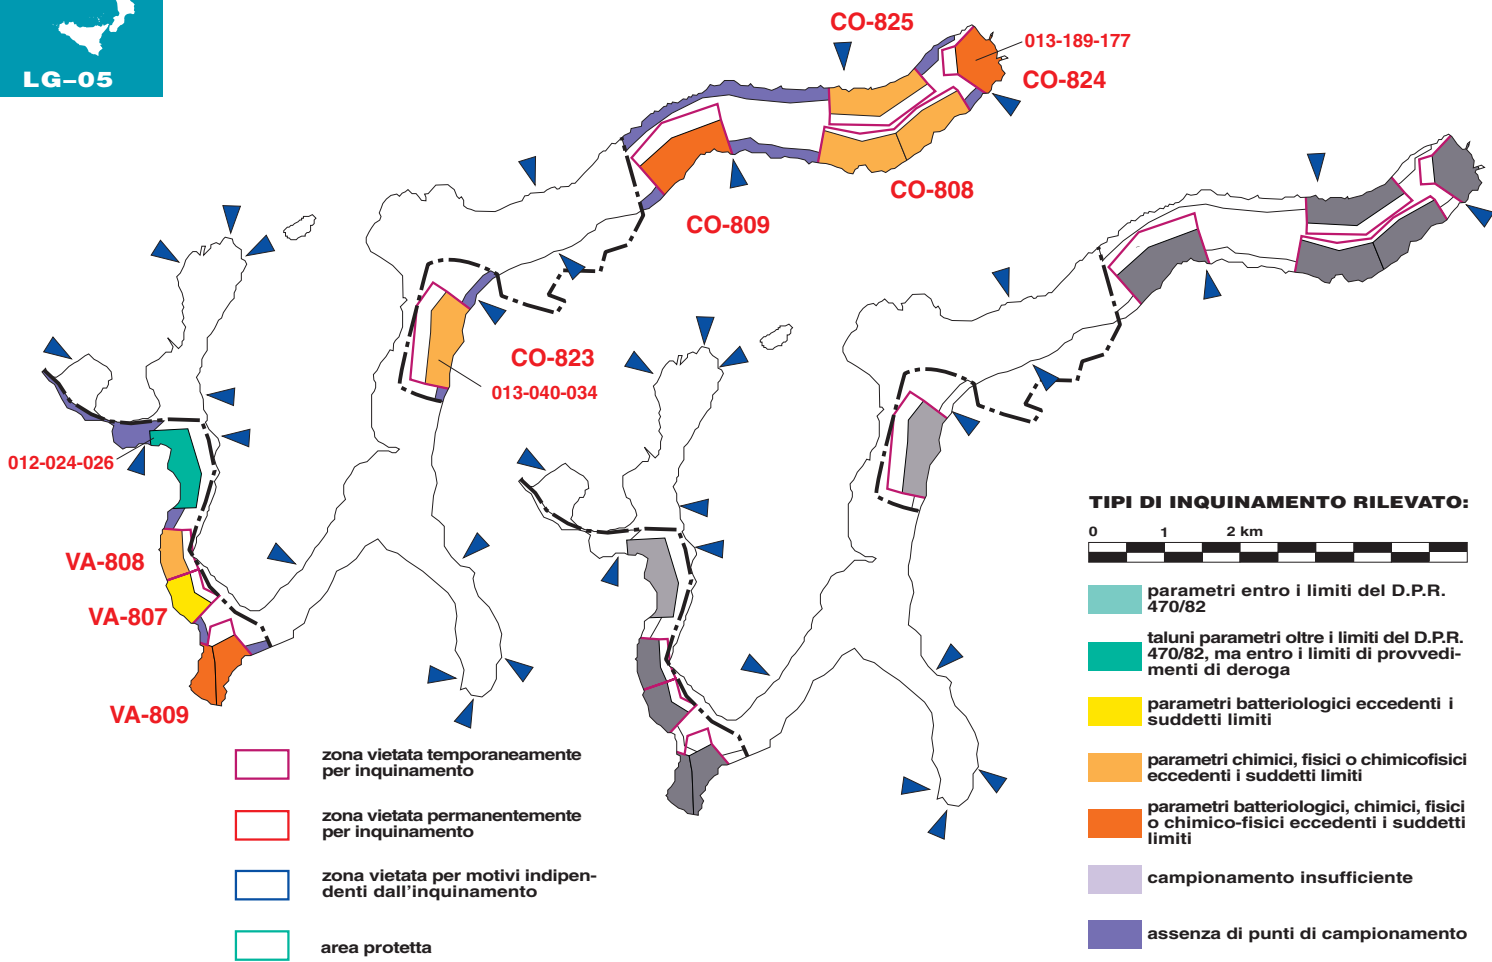 LG-05
CO-825
013-189-177
CO-824
CO-808
CO-809
CO-823
013-040-034
012-024-026
VA-808
VA-807
VA-809
zona vietata temporaneamente
per inquinamento
zona vietata permanentemente
per inquinamento
zona vietata per motivi indipen-
denti dall'inquinamento
area protetta
TIPI DI INQUINAMENTO RILEVATO:
0 1 2 km
parametri entro i limiti del D.P.R.
470/82
taluni parametri oltre i limiti del D.P.R.
470/82, ma entro i limiti di provvedi-
menti di deroga
parametri batteriologici eccedenti i
suddetti limiti
parametri chimici, fisici o chimicofisici
eccedenti i suddetti limiti
parametri batteriologici, chimici, fisici
o chimico-fisici eccedenti i suddetti
limiti
campionamento insufficiente
assenza di punti di campionamento